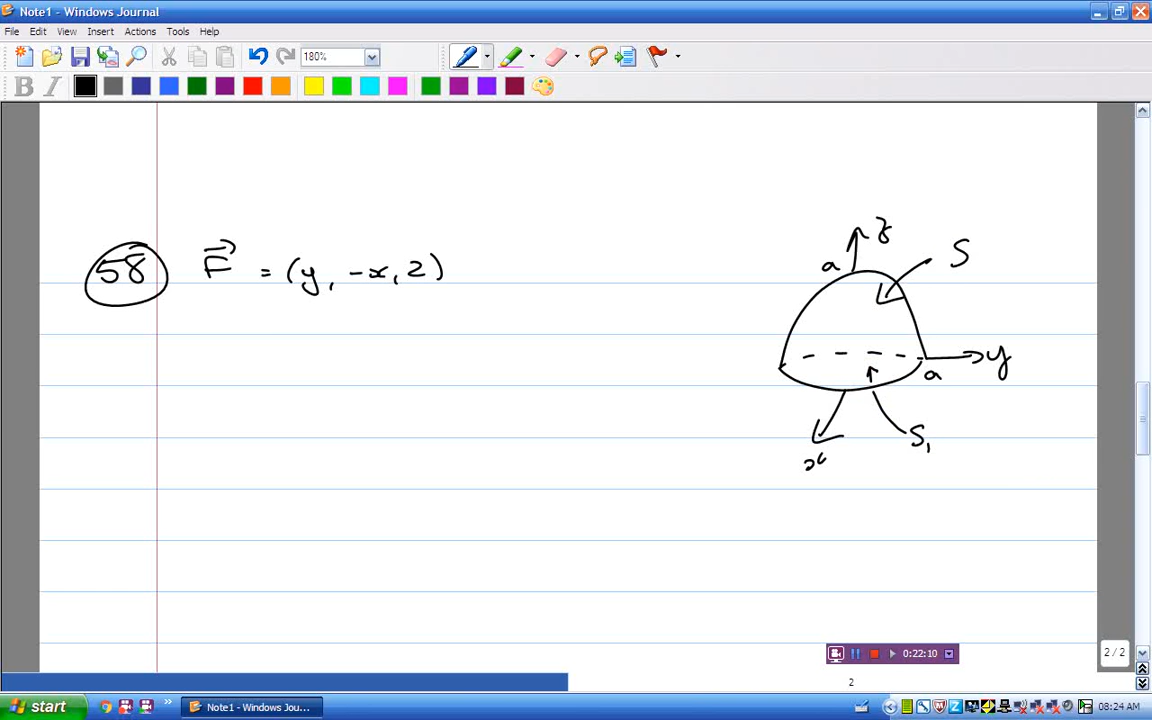 Note1 - Windows Journal
File Edit View Insert Actions Tools Help
180%
B I
58 F = (y, -x, 2)
z
a
S
y
a
S₁
x
0:22:10
2 / 2
2
start
Note1 - Windows Jou...
08:24 AM